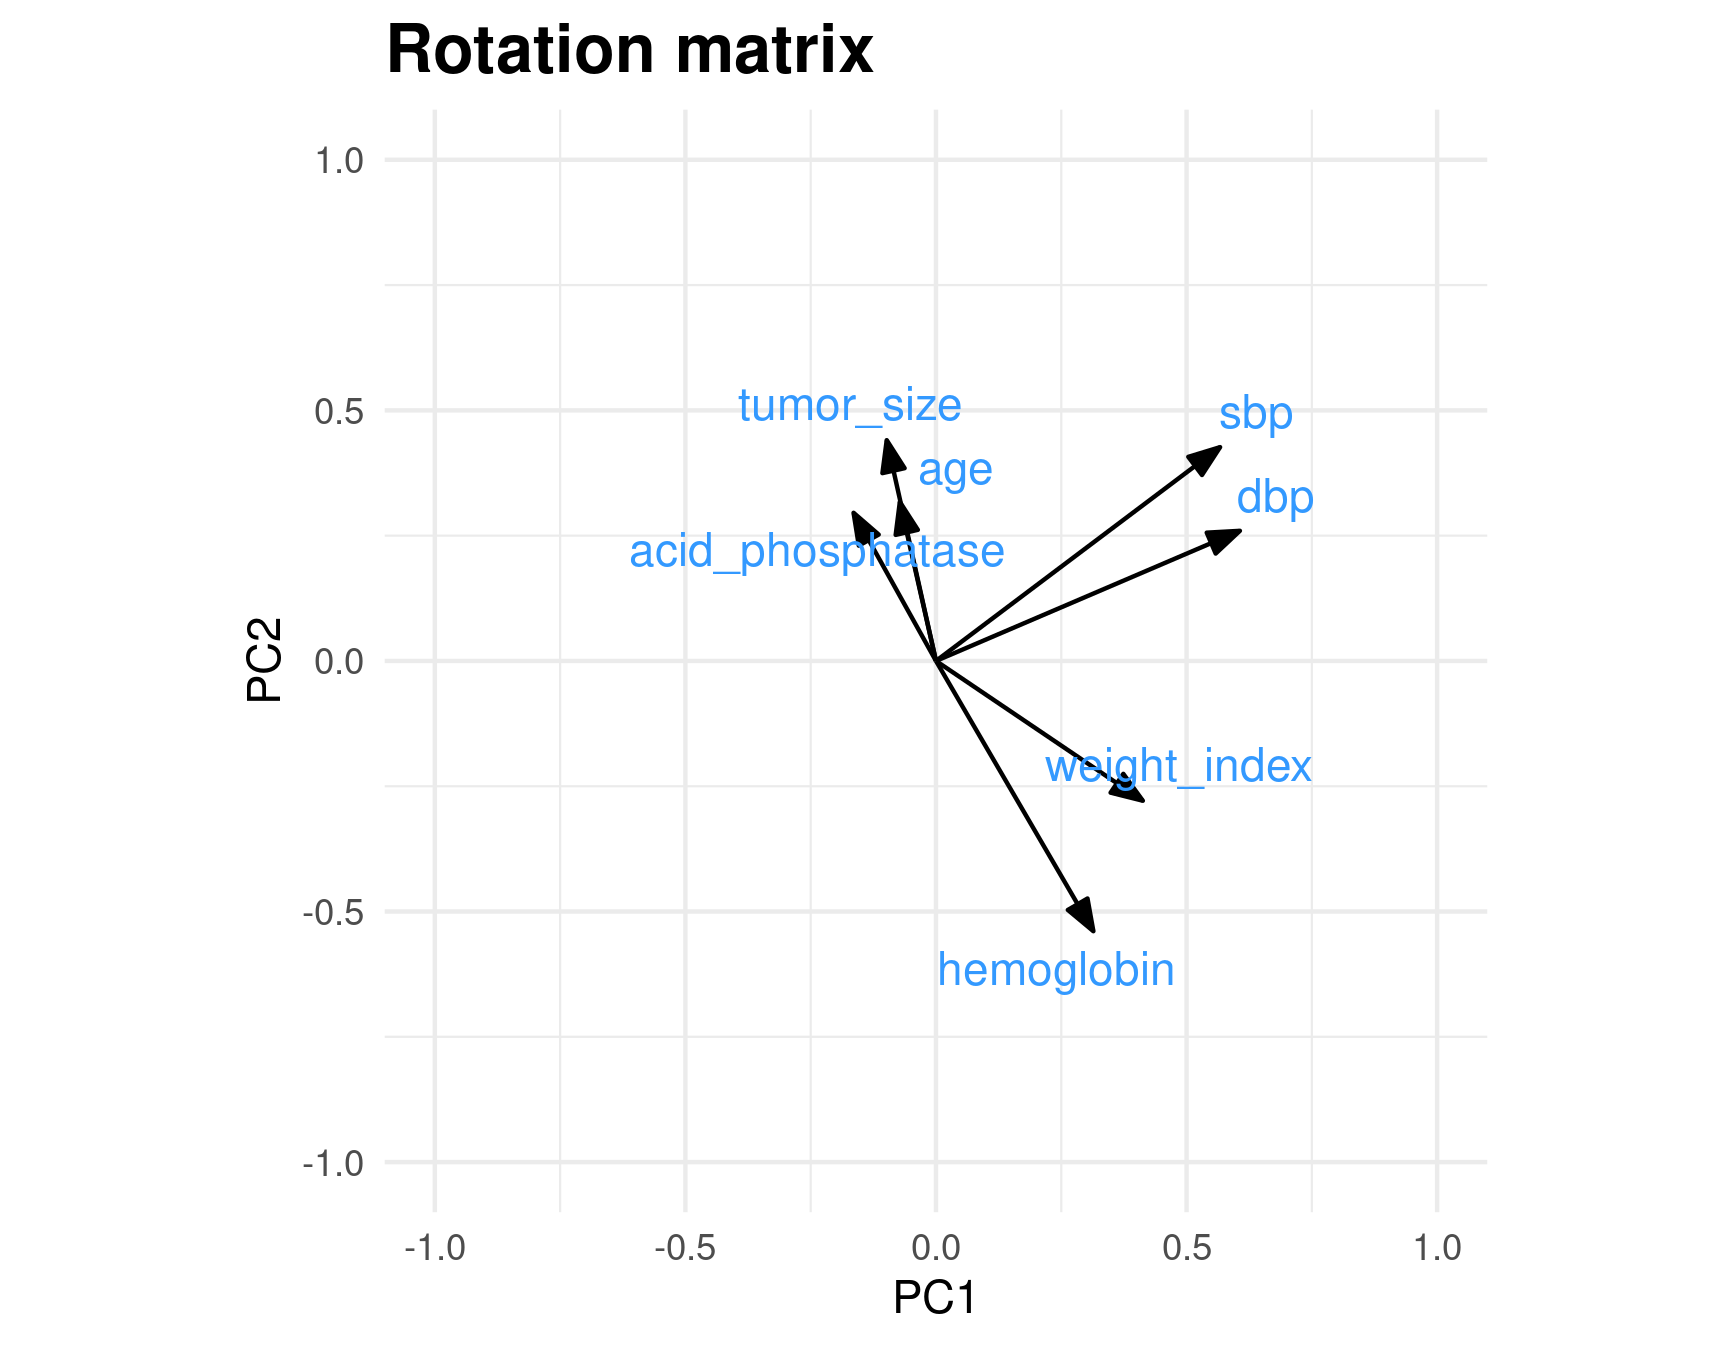 Rotation matrix
1.0
0.5
0.0
-0.5
-1.0
PC2
tumor_size
age
acid_phosphatase
sbp
dbp
weight_index
hemoglobin
-1.0
-0.5
0.0
0.5
1.0
PC1